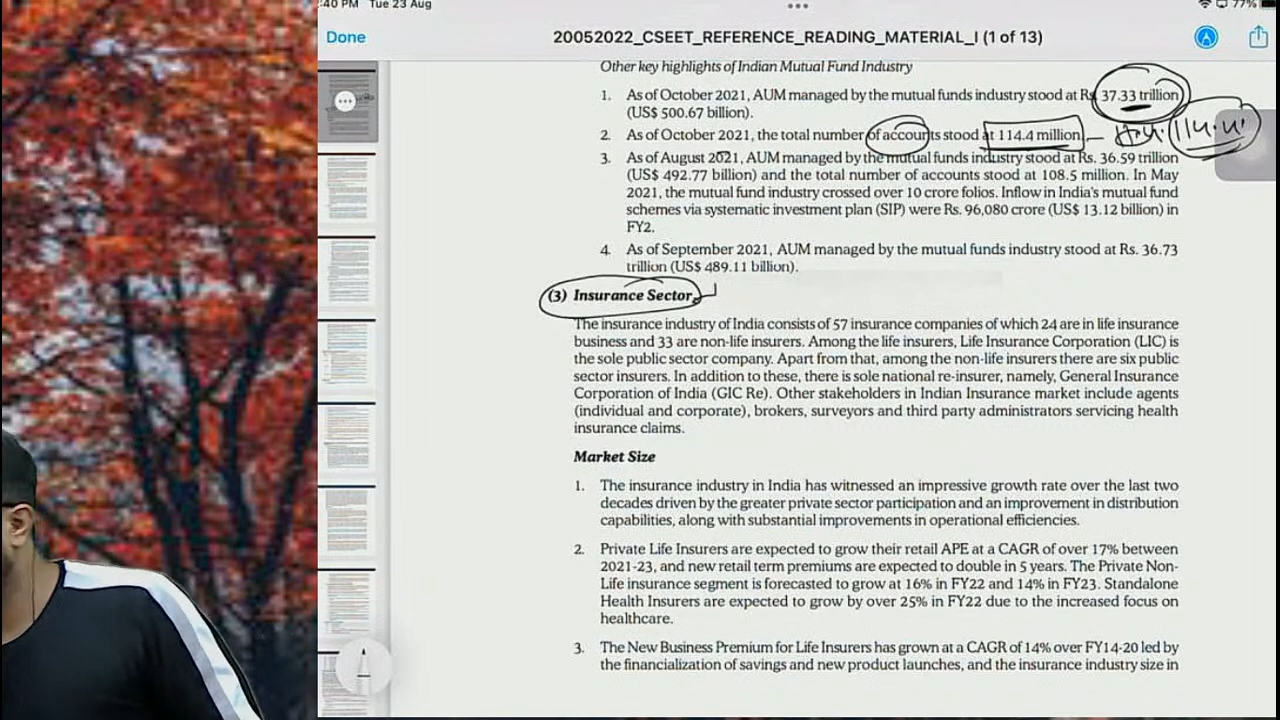 :40 PM Tue 23 Aug
77%
Done
20052022_CSEET_REFERENCE_READING_MATERIAL_I (1 of 13)
Other key highlights of Indian Mutual Fund Industry
1. As of October 2021, AUM managed by the mutual funds industry stood at Rs. 37.33 trillion
(US$ 500.67 billion).
2. As of October 2021, the total number of accounts stood at 114.4 million 114.4
3. As of August 2021, AUM managed by the mutual funds industry stood at Rs. 36.59 trillion
(US$ 492.77 billion) and the total number of accounts stood at 108.5 million. In May
2021, the mutual fund industry crossed over 10 crore folios. Inflow India's mutual fund
schemes via systematic investment plan (SIP) were Rs. 96,080 crore (US$ 13.12 billion) in
FY2.
4. As of September 2021, AUM managed by the mutual funds industry stood at Rs. 36.73
trillion (US$ 489.11 billion).
(3) Insurance Sector
The insurance industry of India consists of 57 insurance companies of which are in life insurance
business and 33 are non-life insurers. Among the life insurers, Life Insurance Corporation (LIC) is
the sole public sector company. Apart from that, among the non-life insurers there are six public
sector insurers. In addition to these, there is sole national re-insurer, namely, General Insurance
Corporation of India (GIC Re). Other stakeholders in Indian Insurance market include agents
(individual and corporate), brokers, surveyors and third party administrators servicing health
insurance claims.
Market Size
1. The insurance industry in india has witnessed an impressive growth rate over the last two
decades driven by the greater private sector participation and an improvement in distribution
capabilities, along with substantial improvements in operational efficiencies.
2. Private Life Insurers are expected to grow their retail APE at a CAGR of over 17% between
2021-23, and new retail premiums are expected to double in 5 years. The Private Non-
Insurance segment is expected to grow by 16% in FY22 and in FY23. Standalone
Insurers are expected to grow by over 25% in FY22 due to the increased focus on
healthcare.
3. The New Business Premium for Life Insurers has grown at a CAGR of 14% over FY14-20 led by
the financialization of savings and new product launches, and the insurance industry size in